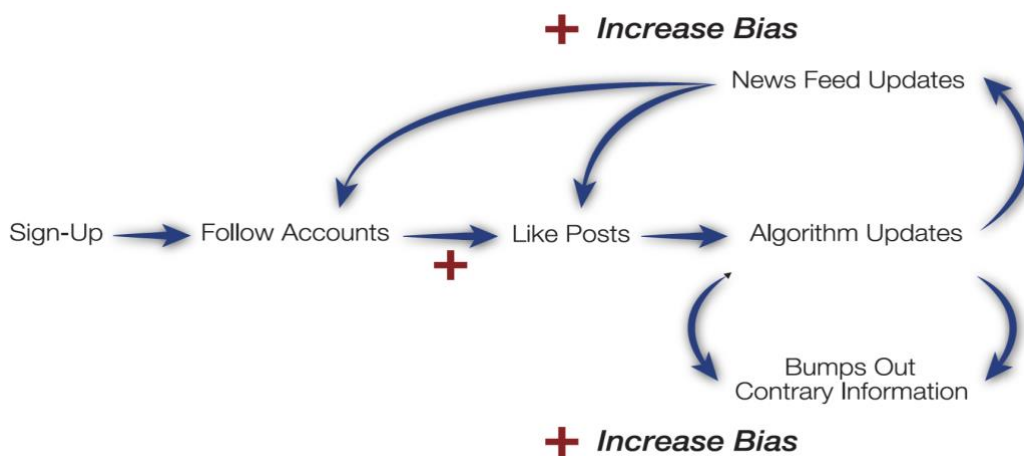 + Increase Bias
News Feed Updates
Sign-Up
Follow Accounts
+
Like Posts
Algorithm Updates
Bumps Out
Contrary Information
+ Increase Bias